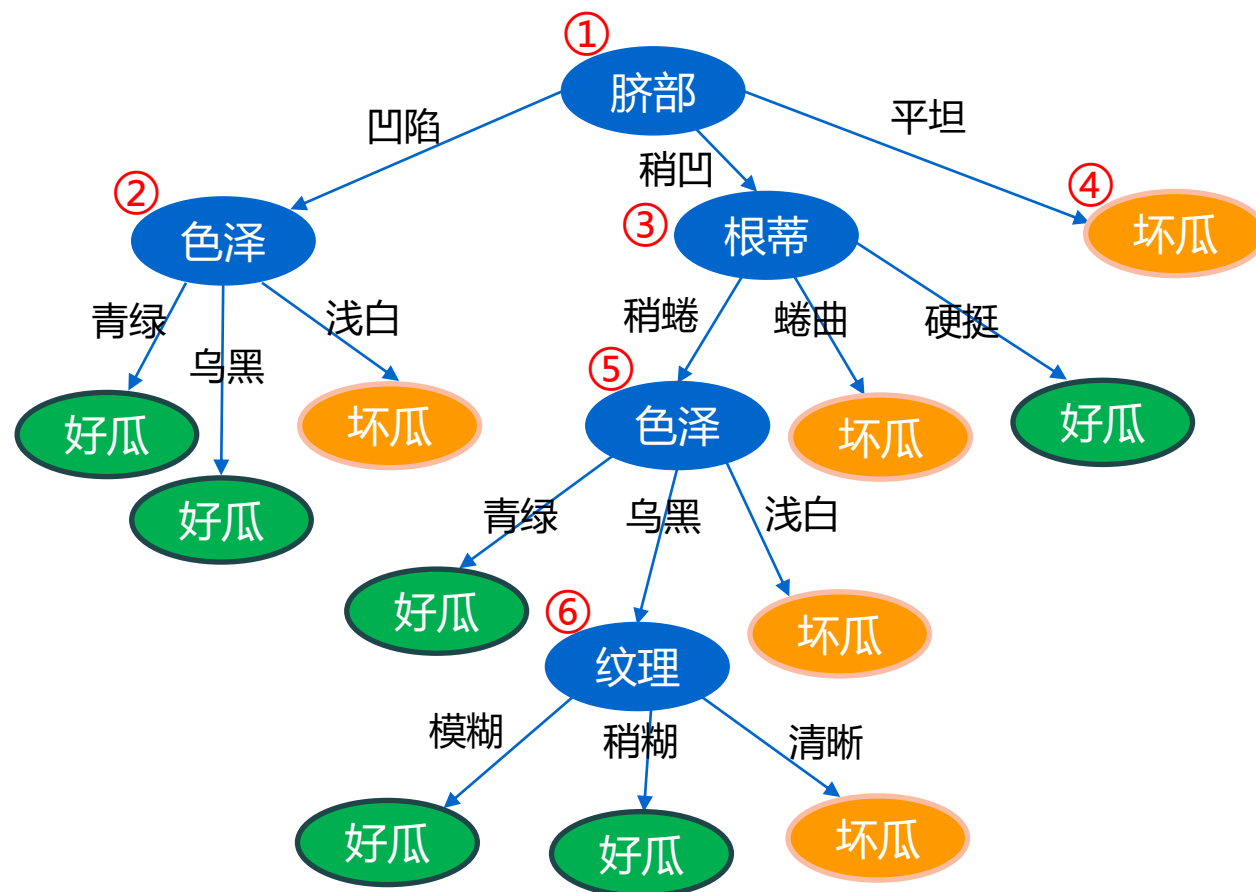 ①
脐部
凹陷
稍凹
平坦
②
色泽
③
根蒂
④
坏瓜
青绿
乌黑
浅白
稍蜷
蜷曲
硬挺
好瓜
好瓜
坏瓜
⑤
色泽
坏瓜
好瓜
青绿
乌黑
浅白
好瓜
⑥
纹理
坏瓜
模糊
稍糊
清晰
好瓜
好瓜
坏瓜